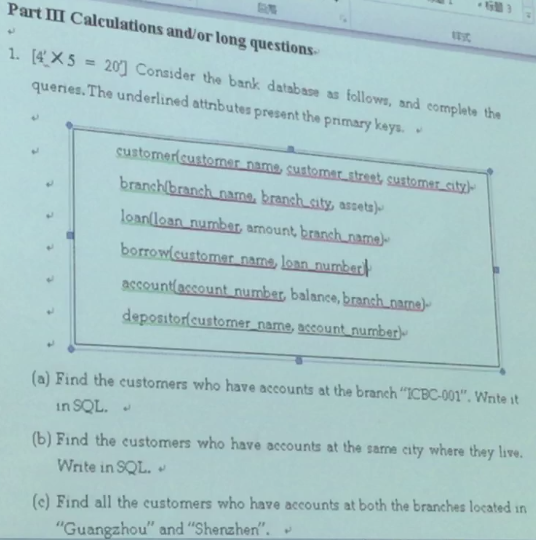 标题 3
样式
Part III Calculations and/or long questions
1. [4'×5 = 20'] Consider the bank database as follows, and complete the
queries. The underlined attributes present the primary keys.
customer(customer_name, customer_street, customer_city)
branch(branch_name, branch_city, assets)
loan(loan_number, amount, branch_name)
borrow(customer_name, loan_number)
account(account_number, balance, branch_name)
depositor(customer_name, account_number)
(a) Find the customers who have accounts at the branch "ICBC-001". Write it
in SQL.
(b) Find the customers who have accounts at the same city where they live.
Write in SQL.
(c) Find all the customers who have accounts at both the branches located in
"Guangzhou" and "Shenzhen".